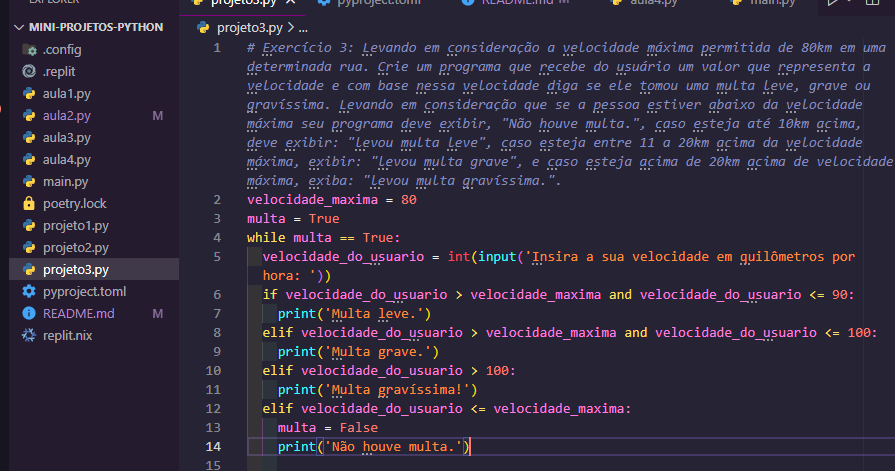 EXPLORER
projeto3.py
pyproject.toml
README.md
M
aula4.py
main.py
MINI-PROJETOS-PYTHON
.config
.replit
aula1.py
aula2.py
M
aula3.py
aula4.py
main.py
poetry.lock
projeto1.py
projeto2.py
projeto3.py
pyproject.toml
README.md
M
replit.nix
projeto3.py > ...
1 # Exercício 3: Levando em consideração a velocidade máxima permitida de 80km em uma
determinada rua. Crie um programa que recebe do usuário um valor que representa a
velocidade e com base nessa velocidade diga se ele tomou uma multa leve, grave ou
gravíssima. Levando em consideração que se a pessoa estiver abaixo da velocidade
máxima seu programa deve exibir, "Não houve multa.", caso esteja até 10km acima,
deve exibir: "levou multa leve", caso esteja entre 11 a 20km acima da velocidade
máxima, exibir: "levou multa grave", e caso esteja acima de 20km acima de velocidade
máxima, exiba: "levou multa gravíssima.".
2 velocidade_maxima = 80
3 multa = True
4 while multa == True:
5 velocidade_do_usuario = int(input('Insira a sua velocidade em quilômetros por
hora: '))
6 if velocidade_do_usuario > velocidade_maxima and velocidade_do_usuario <= 90:
7 print('Multa leve.')
8 elif velocidade_do_usuario > velocidade_maxima and velocidade_do_usuario <= 100:
9 print('Multa grave.')
10 elif velocidade_do_usuario > 100:
11 print('Multa gravíssima!')
12 elif velocidade_do_usuario <= velocidade_maxima:
13 multa = False
14 print('Não houve multa.')
15